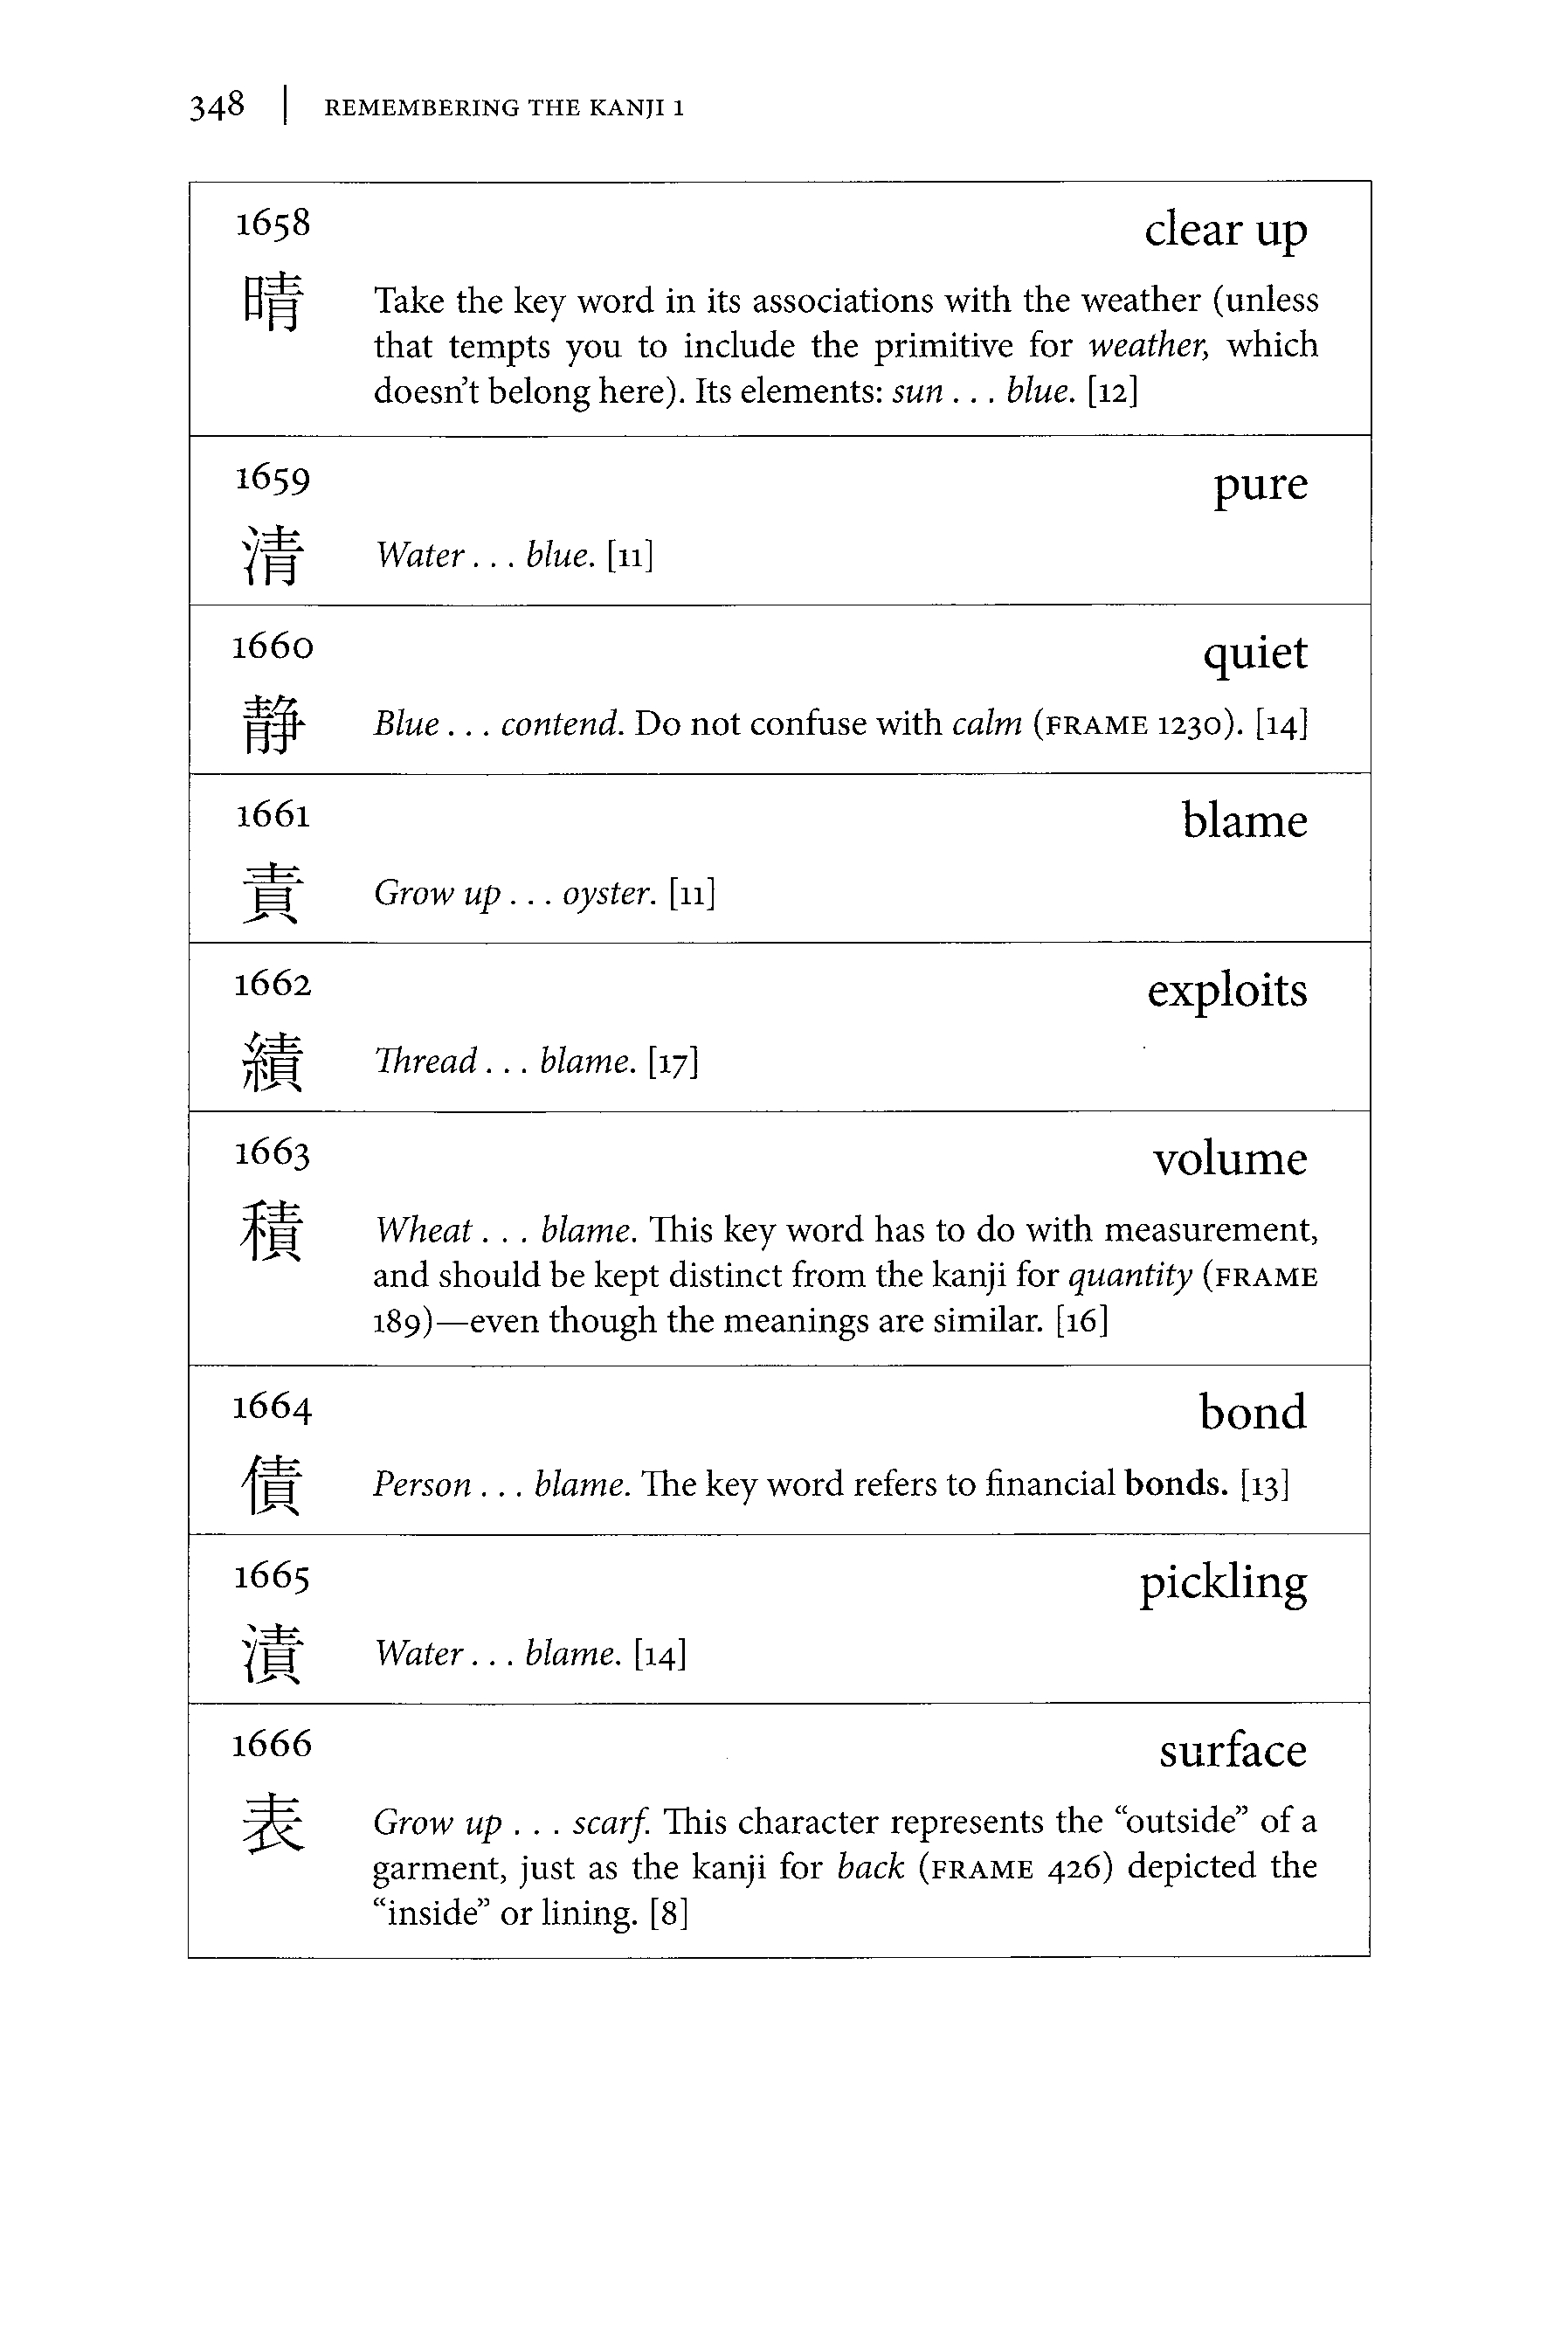 348 | REMEMBERING THE KANJI 1
1658 clear up
晴 Take the key word in its associations with the weather (unless
that tempts you to include the primitive for weather, which
doesn’t belong here). Its elements: sun . . . blue. [12]
1659 pure
清 Water . . . blue. [11]
1660 quiet
静 Blue . . . contend. Do not confuse with calm (FRAME 1230). [14]
1661 blame
責 Grow up . . . oyster. [11]
1662 exploits
績 Thread . . . blame. [17]
1663 volume
積 Wheat . . . blame. This key word has to do with measurement,
and should be kept distinct from the kanji for quantity (FRAME
189)—even though the meanings are similar. [16]
1664 bond
債 Person . . . blame. The key word refers to financial bonds. [13]
1665 pickling
漬 Water . . . blame. [14]
1666 surface
表 Grow up . . . scarf. This character represents the “outside” of a
garment, just as the kanji for back (FRAME 426) depicted the
“inside” or lining. [8]